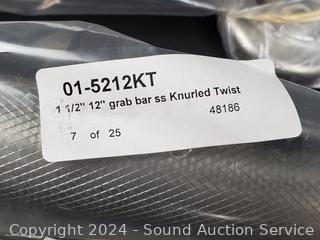 01-5212KT
1 1/2" 12" grab bar ss Knurled Twist
48186
7 of 25
Copyright 2024 - Sound Auction Service